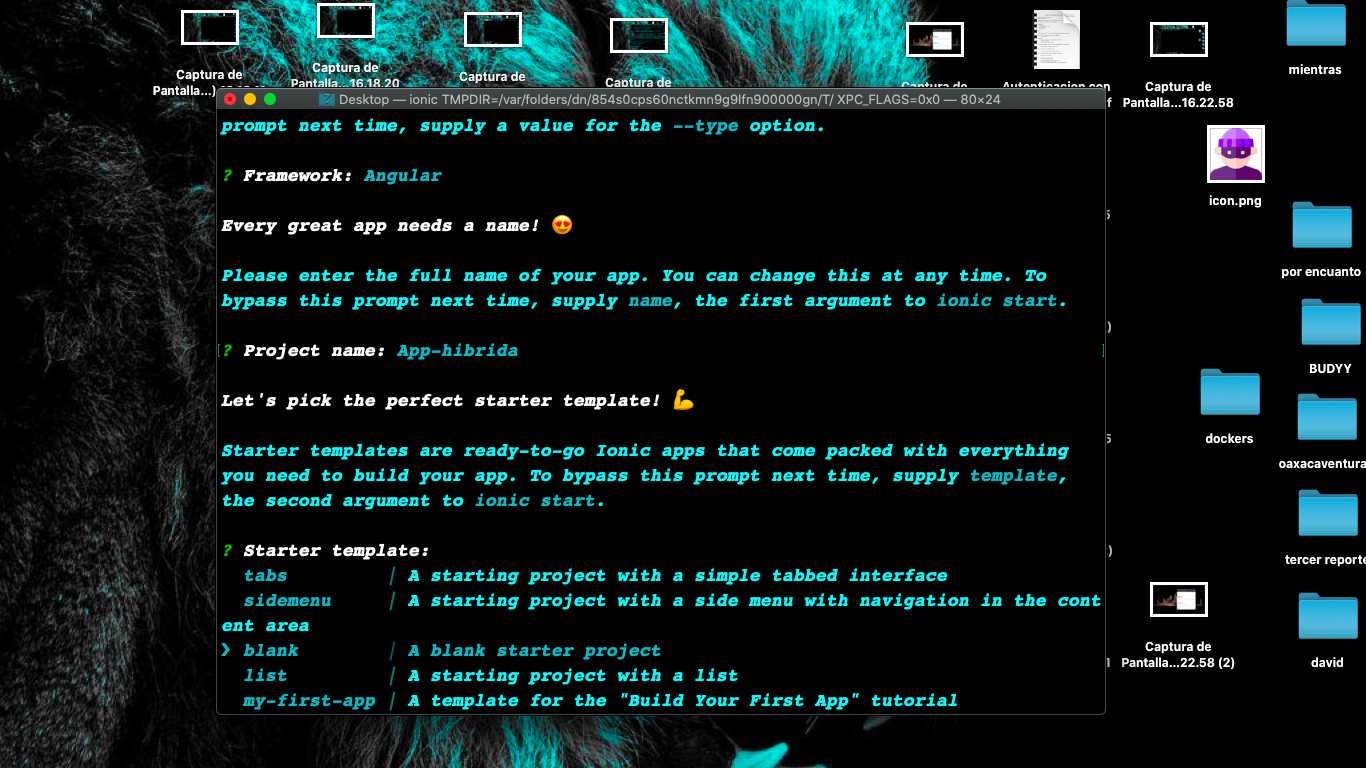 Captura de
Pantalla...)
Captura de
Pantalla...16.18.20
Captura de
Captura de
Captura de
Autenticacion con
Captura de
Pantalla...16.22.58
mientras
icon.png
por encuanto
BUDYY
dockers
oaxacaventura
tercer reporte
Captura de
Pantalla...22.58 (2)
david
Desktop — ionic TMPDIR=/var/folders/dn/854s0cps60nctkmn9g9lfn900000gn/T/ XPC_FLAGS=0x0 — 80×24
prompt next time, supply a value for the --type option.
? Framework: Angular
Every great app needs a name! 😍
Please enter the full name of your app. You can change this at any time. To
bypass this prompt next time, supply name, the first argument to ionic start.
[? Project name: App-hibrida ]
Let's pick the perfect starter template! 💪
Starter templates are ready-to-go Ionic apps that come packed with everything
you need to build your app. To bypass this prompt next time, supply template,
the second argument to ionic start.
? Starter template:
tabs | A starting project with a simple tabbed interface
sidemenu | A starting project with a side menu with navigation in the cont
ent area
❯ blank | A blank starter project
list | A starting project with a list
my-first-app | A template for the "Build Your First App" tutorial